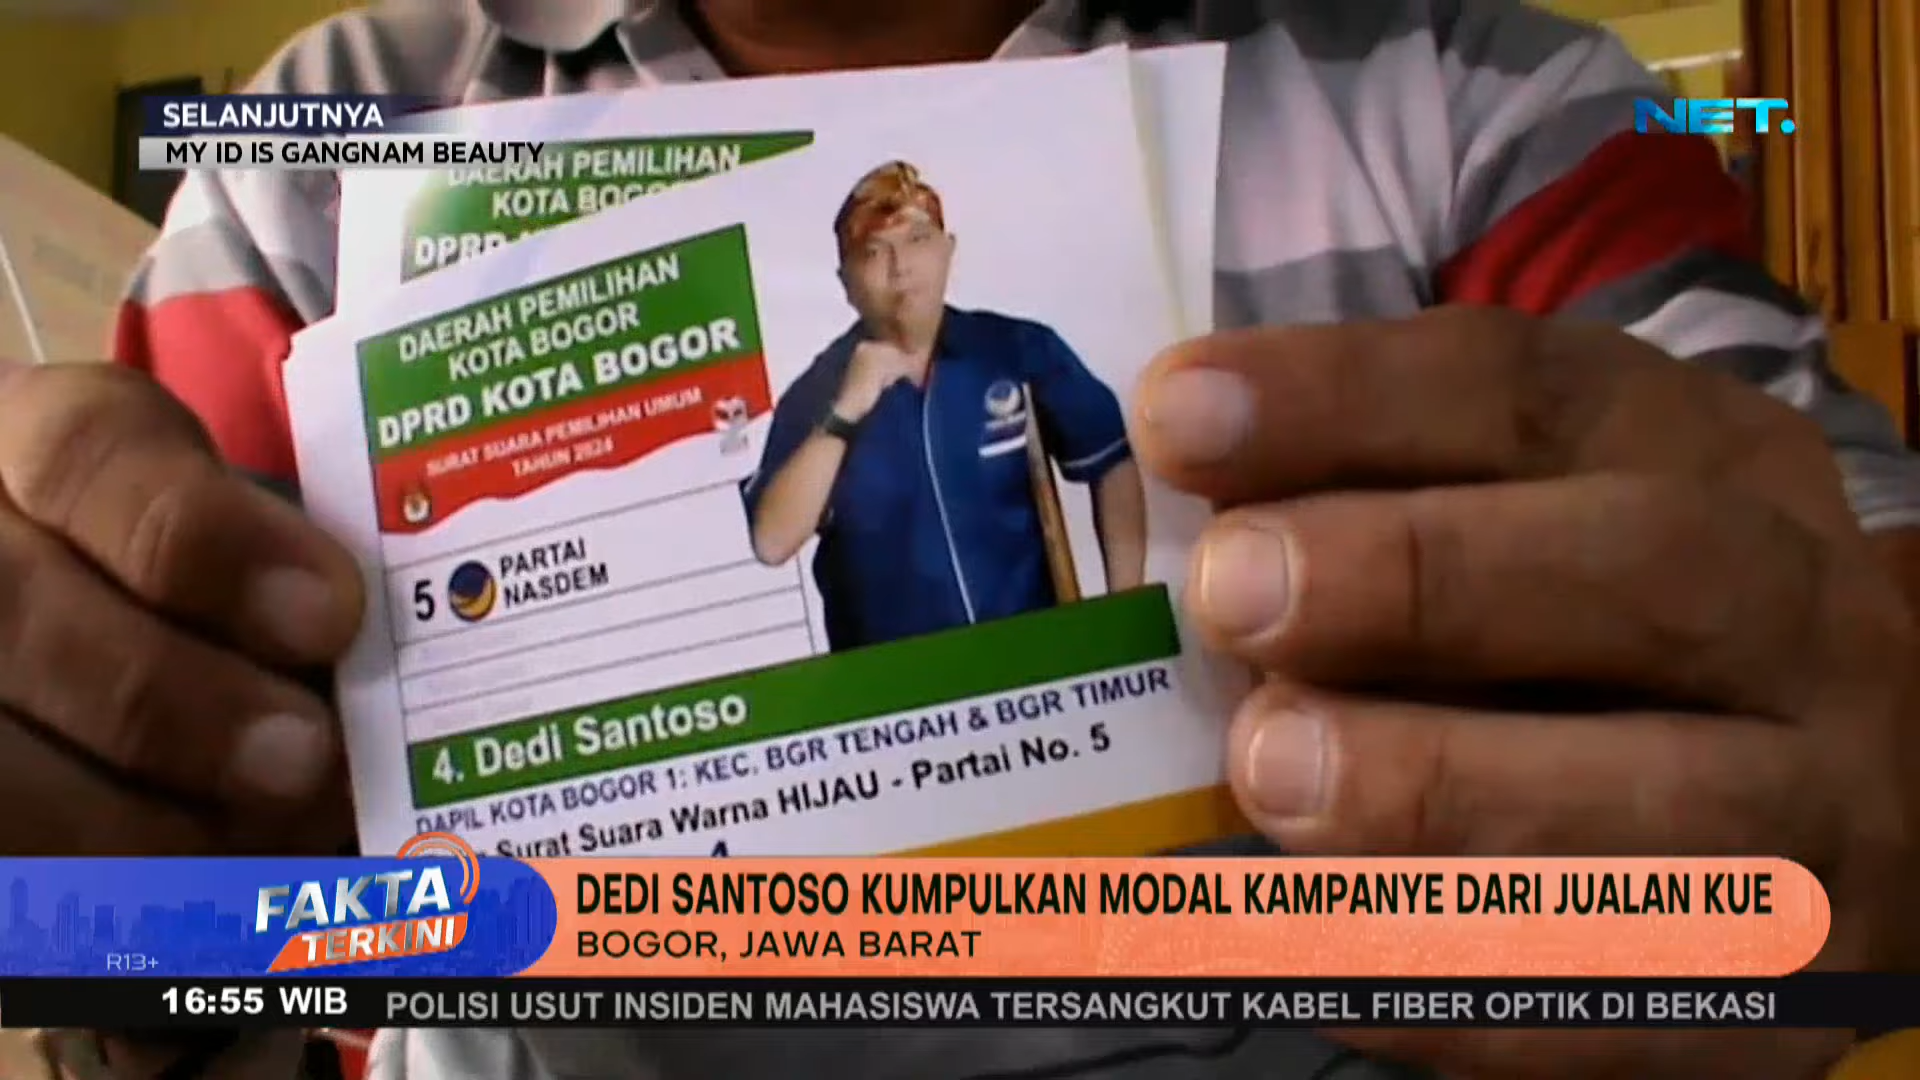 SELANJUTNYA
MY ID IS GANGNAM BEAUTY
NET.
DAERAH PEMILIHAN
KOTA BOGOR
DPRD
DAERAH PEMILIHAN
KOTA BOGOR
DPRD KOTA BOGOR
SURAT SUARA PEMILIHAN UMUM
TAHUN 2024
5 PARTAI
NASDEM
4. Dedi Santoso
DAPIL KOTA BOGOR 1: KEC. BGR TENGAH & BGR TIMUR
Surat Suara Warna HIJAU - Partai No. 5
4
FAKTA
TERKINI
R13+
DEDI SANTOSO KUMPULKAN MODAL KAMPANYE DARI JUALAN KUE
BOGOR, JAWA BARAT
16:55 WIB POLISI USUT INSIDEN MAHASISWA TERSANGKUT KABEL FIBER OPTIK DI BEKASI